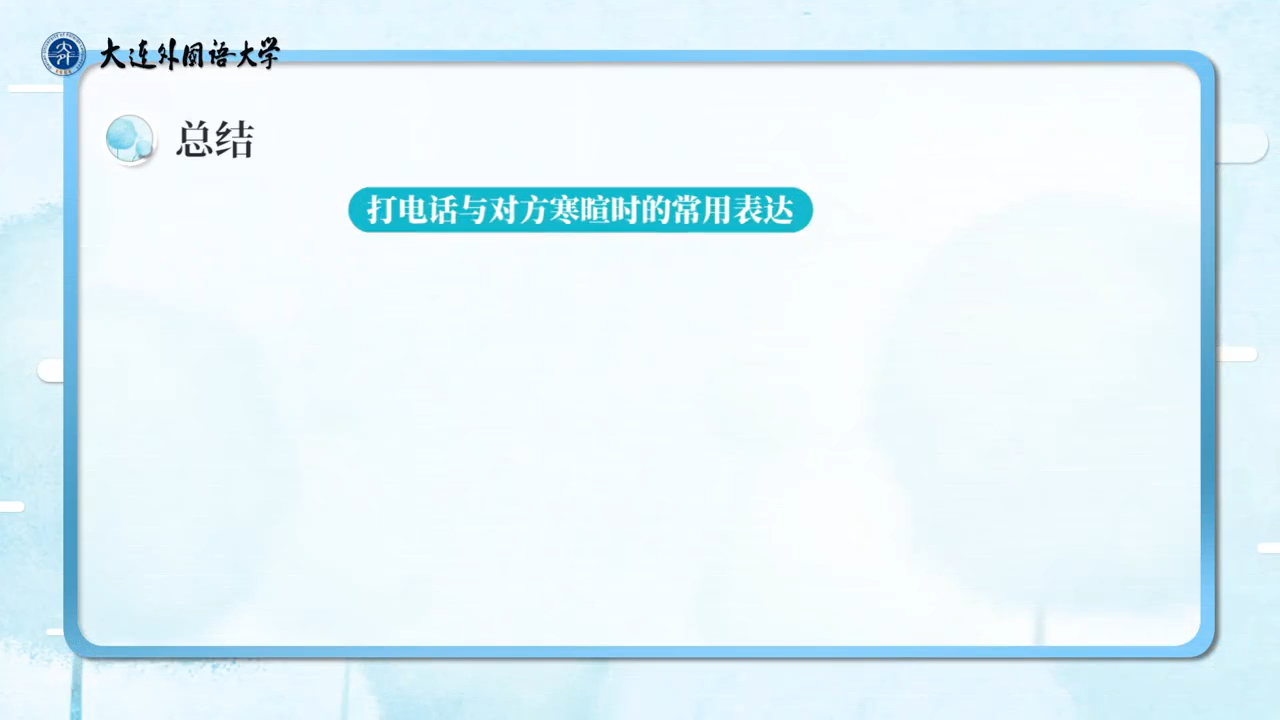 大连外国语大学
总结
打电话与对方寒暄时的常用表达